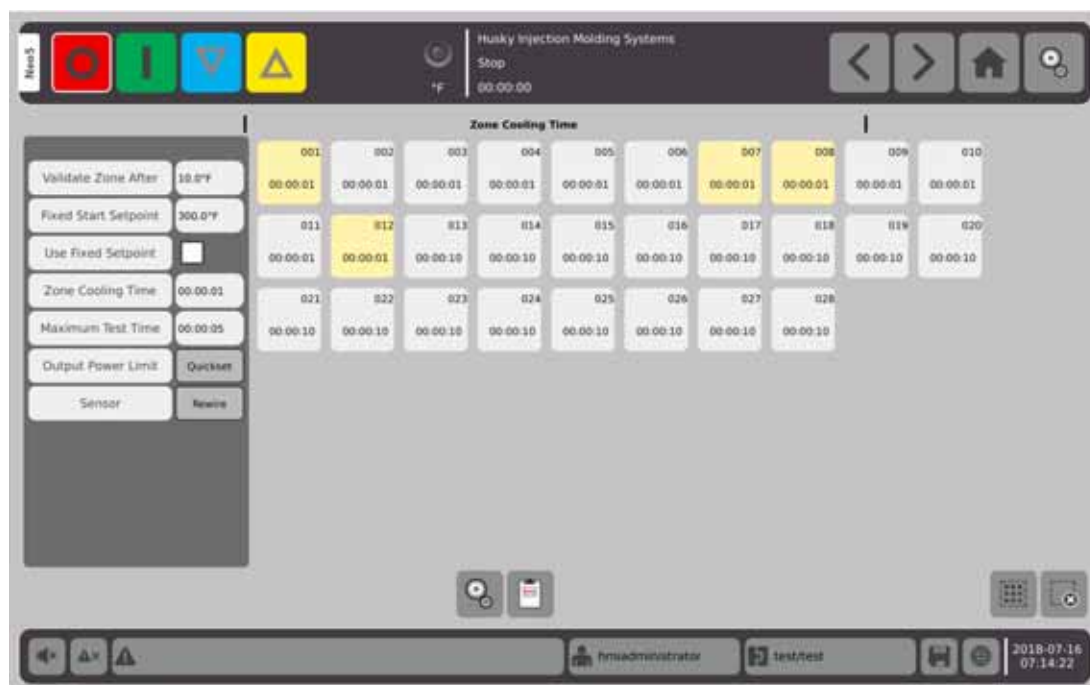 Neo5
Husky Injection Molding Systems
Stop
°F
00:00:00
Zone Cooling Time
Validate Zone After 10.0°F
Fixed Start Setpoint 300.0°F
Use Fixed Setpoint
Zone Cooling Time 00:00:01
Maximum Test Time 00:00:05
Output Power Limit Quickset
Sensor Rewire
001 002 003 004 005 006 007 008 009 010
00:00:01 00:00:01 00:00:01 00:00:01 00:00:01 00:00:01 00:00:01 00:00:01 00:00:01 00:00:01
011 012 013 014 015 016 017 018 019 020
00:00:01 00:00:01 00:00:10 00:00:10 00:00:10 00:00:10 00:00:10 00:00:10 00:00:10 00:00:10
021 022 023 024 025 026 027 028
00:00:10 00:00:10 00:00:10 00:00:10 00:00:10 00:00:10 00:00:10 00:00:10
hmsadministrator
test/test
2018-07-16
07:14:22